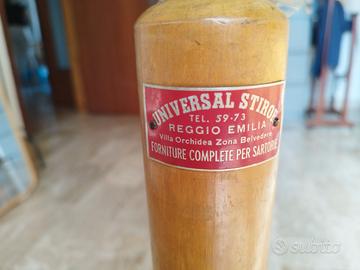 UNIVERSAL STIRO
TEL. 59-73
REGGIO EMILIA
Villa Orchidea Zona Belvedere
FORNITURE COMPLETE PER SARTORIE
subito